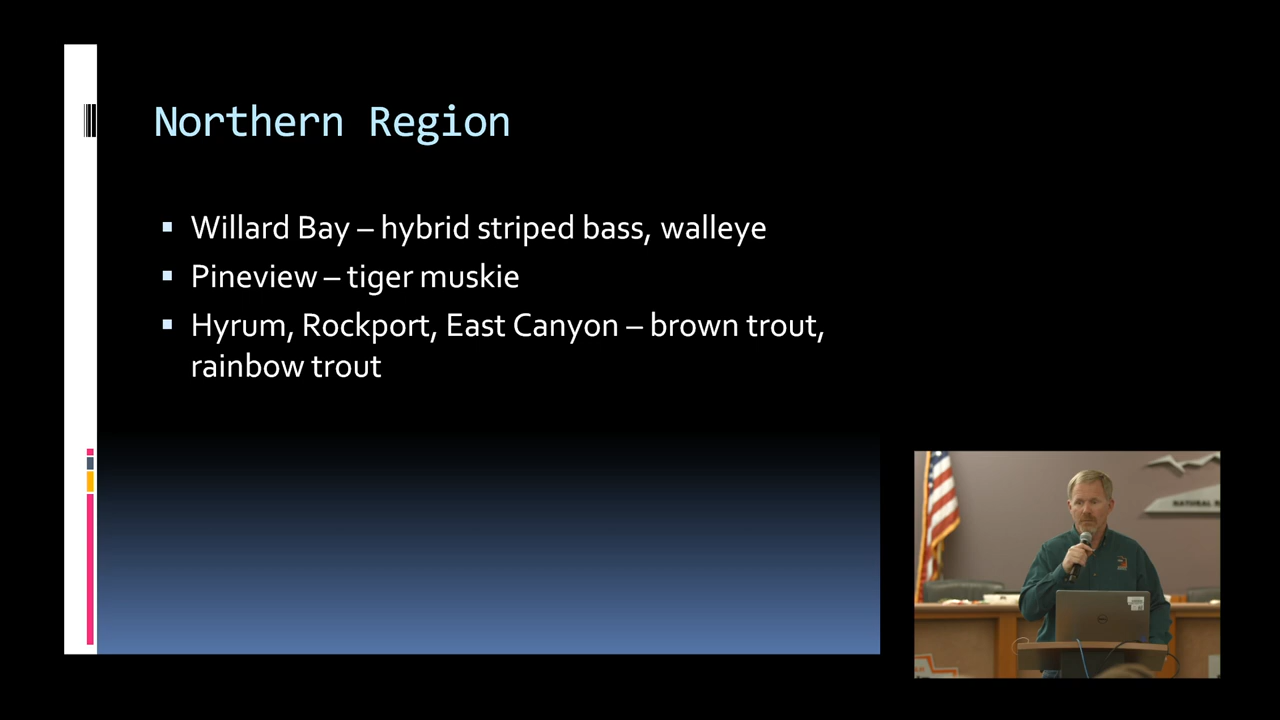 Northern Region
▪ Willard Bay – hybrid striped bass, walleye
▪ Pineview – tiger muskie
▪ Hyrum, Rockport, East Canyon – brown trout,
rainbow trout
NATURAL